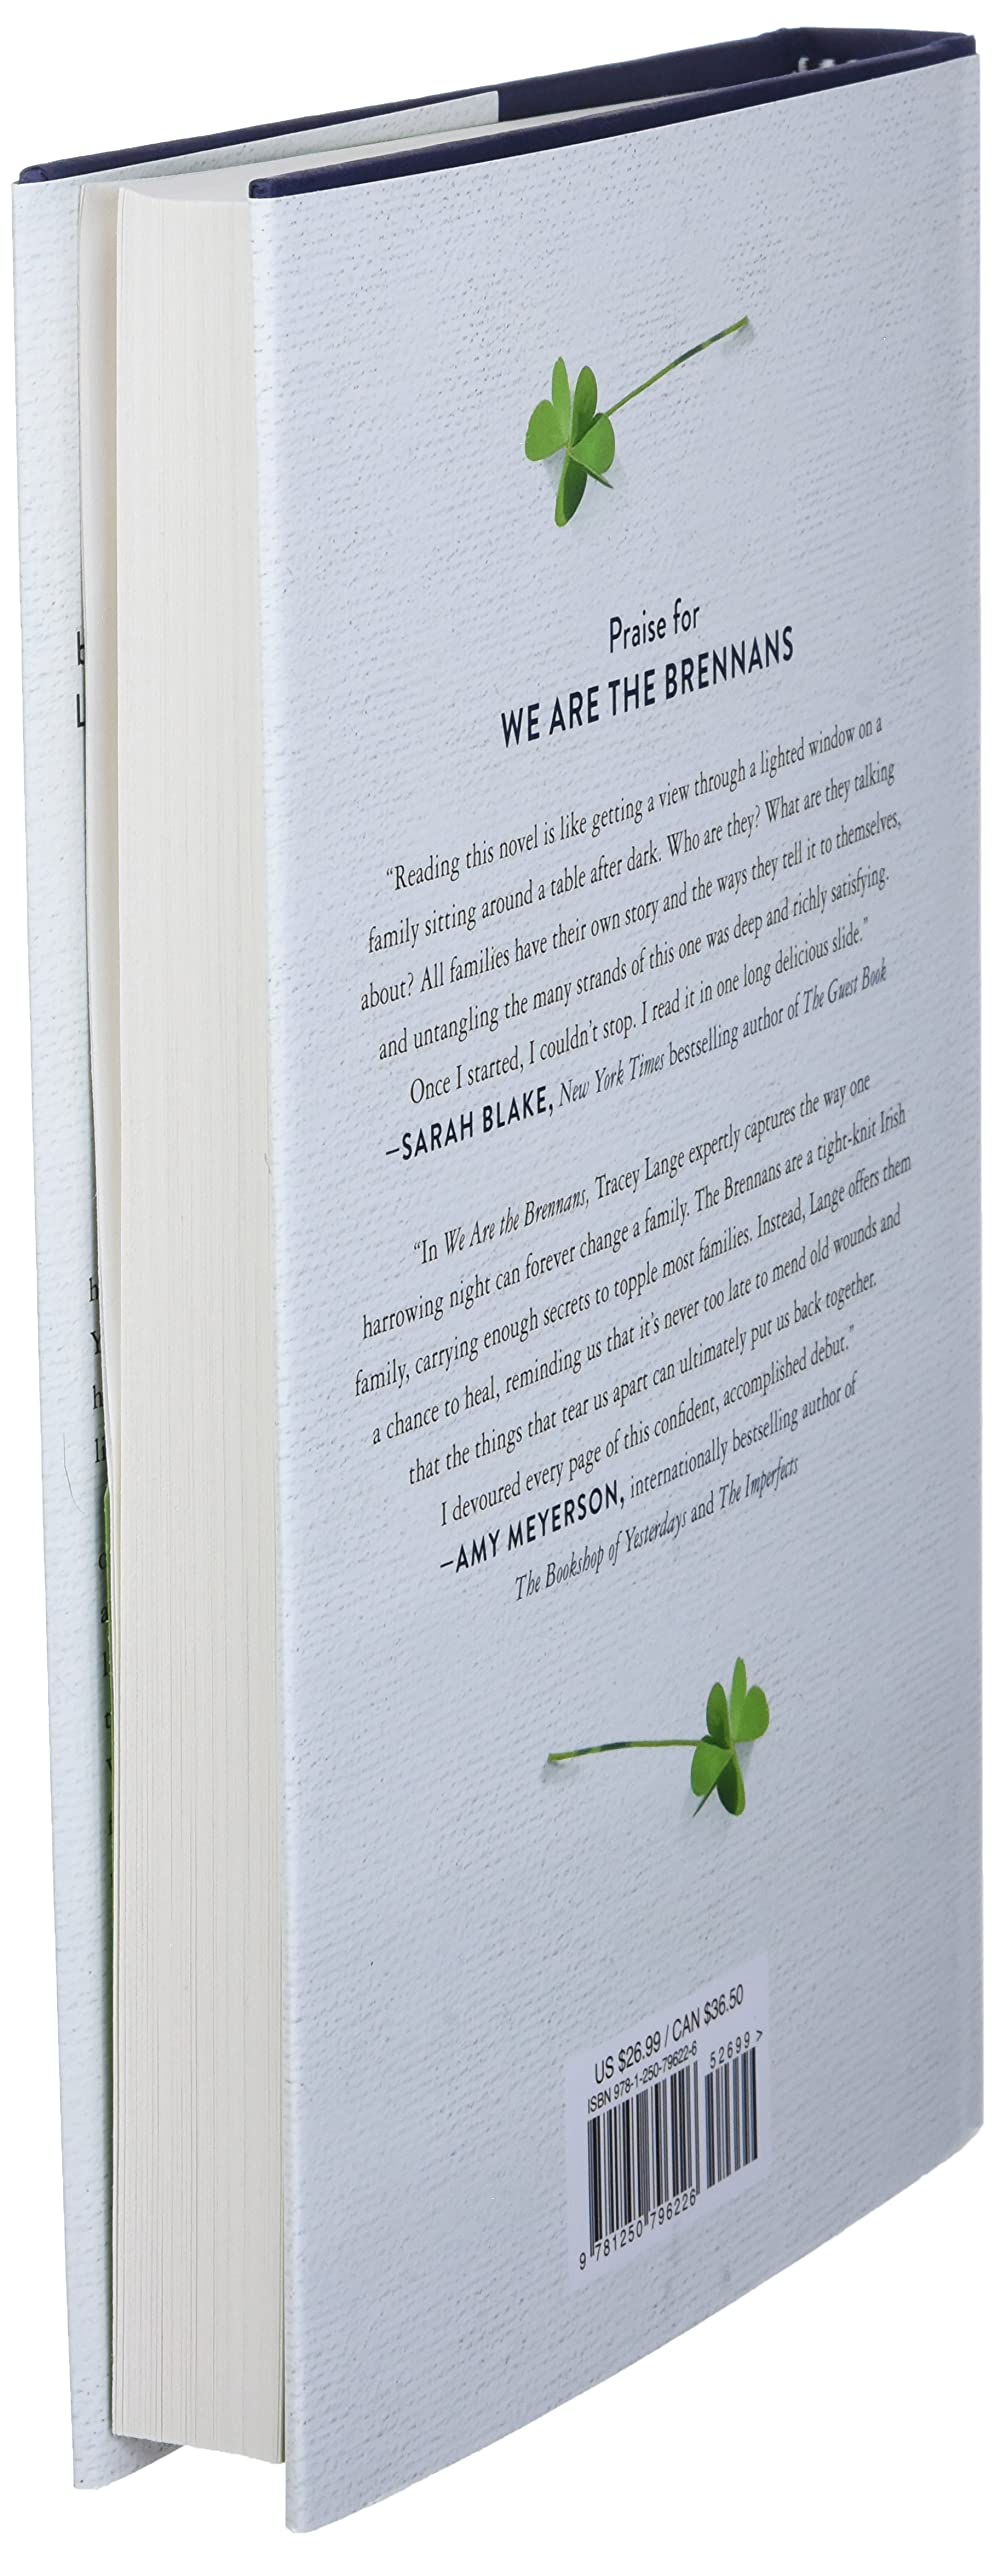 Praise for
WE ARE THE BRENNANS
“Reading this novel is like getting a view through a lighted window on a
family sitting around a table after dark. Who are they? What are they talking
about? All families have their own story and the ways they tell it to themselves,
and untangling the many strands of this one was deep and richly satisfying.
Once I started, I couldn’t stop. I read it in one long delicious slide.”
—SARAH BLAKE, New York Times bestselling author of The Guest Book
“In We Are the Brennans, Tracey Lange expertly captures the way one
harrowing night can forever change a family. The Brennans are a tight-knit Irish
family, carrying enough secrets to topple most families. Instead, Lange offers them
a chance to heal, reminding us that it’s never too late to mend old wounds and
that the things that tear us apart can ultimately put us back together.
I devoured every page of this confident, accomplished debut.”
—AMY MEYERSON, internationally bestselling author of
The Bookshop of Yesterdays and The Imperfects
US $26.99 / CAN $36.50
ISBN 978-1-250-79622-6
52699>
9 781250 796226